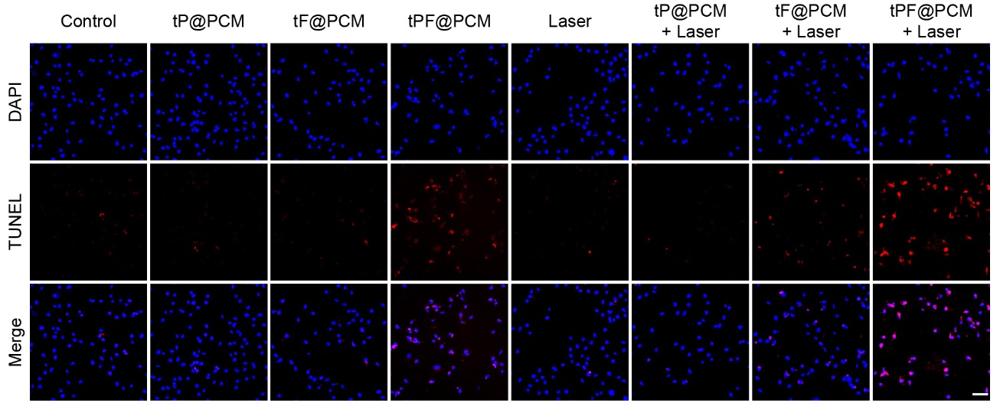 Control
tP@PCM
tF@PCM
tPF@PCM
Laser
tP@PCM
+ Laser
tF@PCM
+ Laser
tPF@PCM
+ Laser
DAPI
TUNEL
Merge